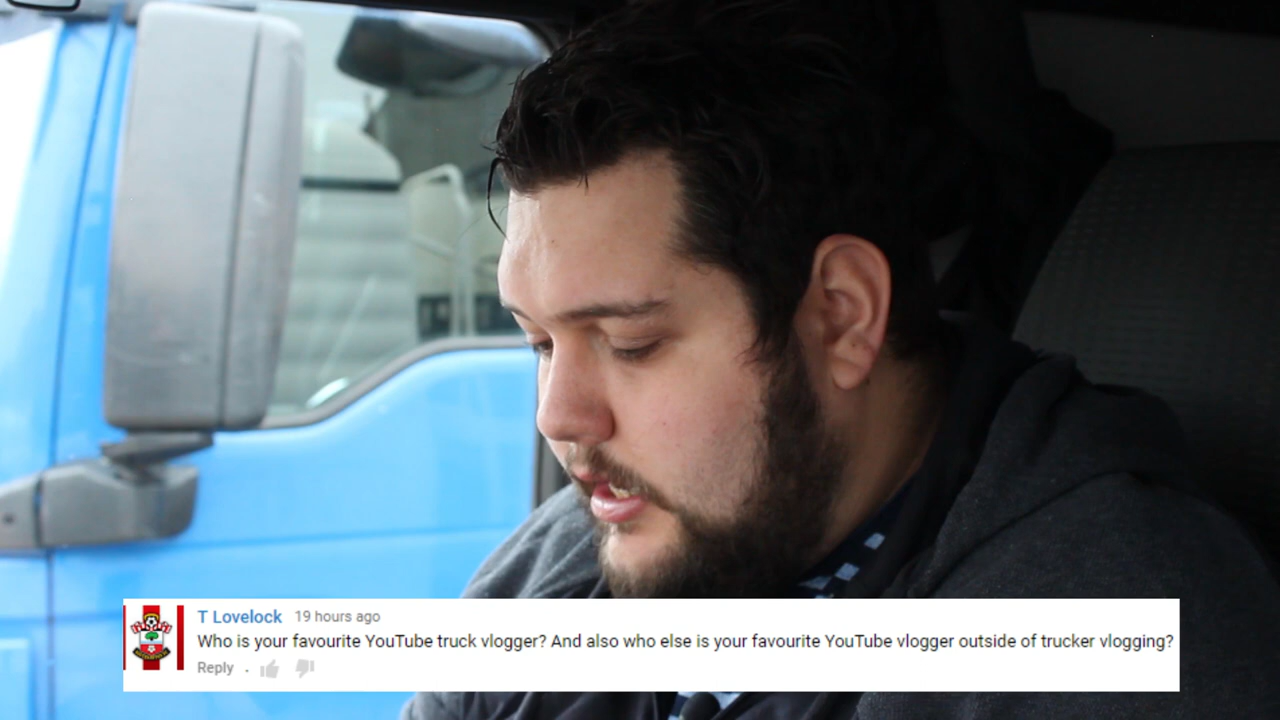 T Lovelock 19 hours ago
Who is your favourite YouTube truck vlogger? And also who else is your favourite YouTube vlogger outside of trucker vlogging?
Reply .